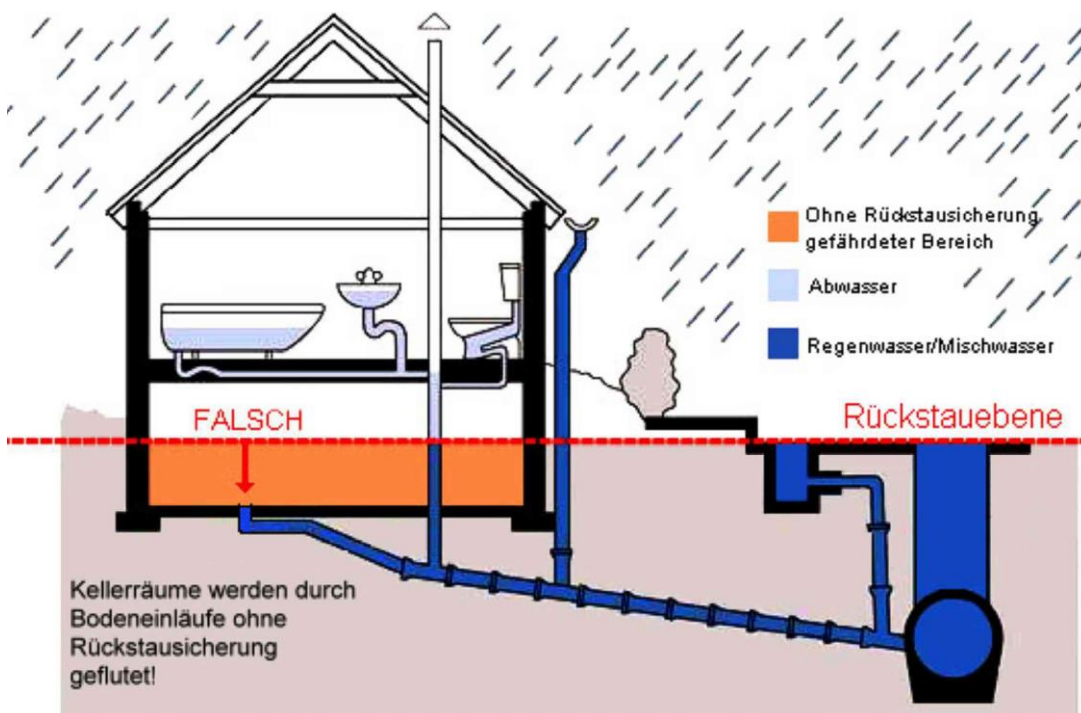 Ohne Rückstausicherung
gefährdeter Bereich
Abwasser
Regenwasser/Mischwasser
FALSCH
Rückstauebene
Kellerräume werden durch
Bodeneinläufe ohne
Rückstausicherung
geflutet!